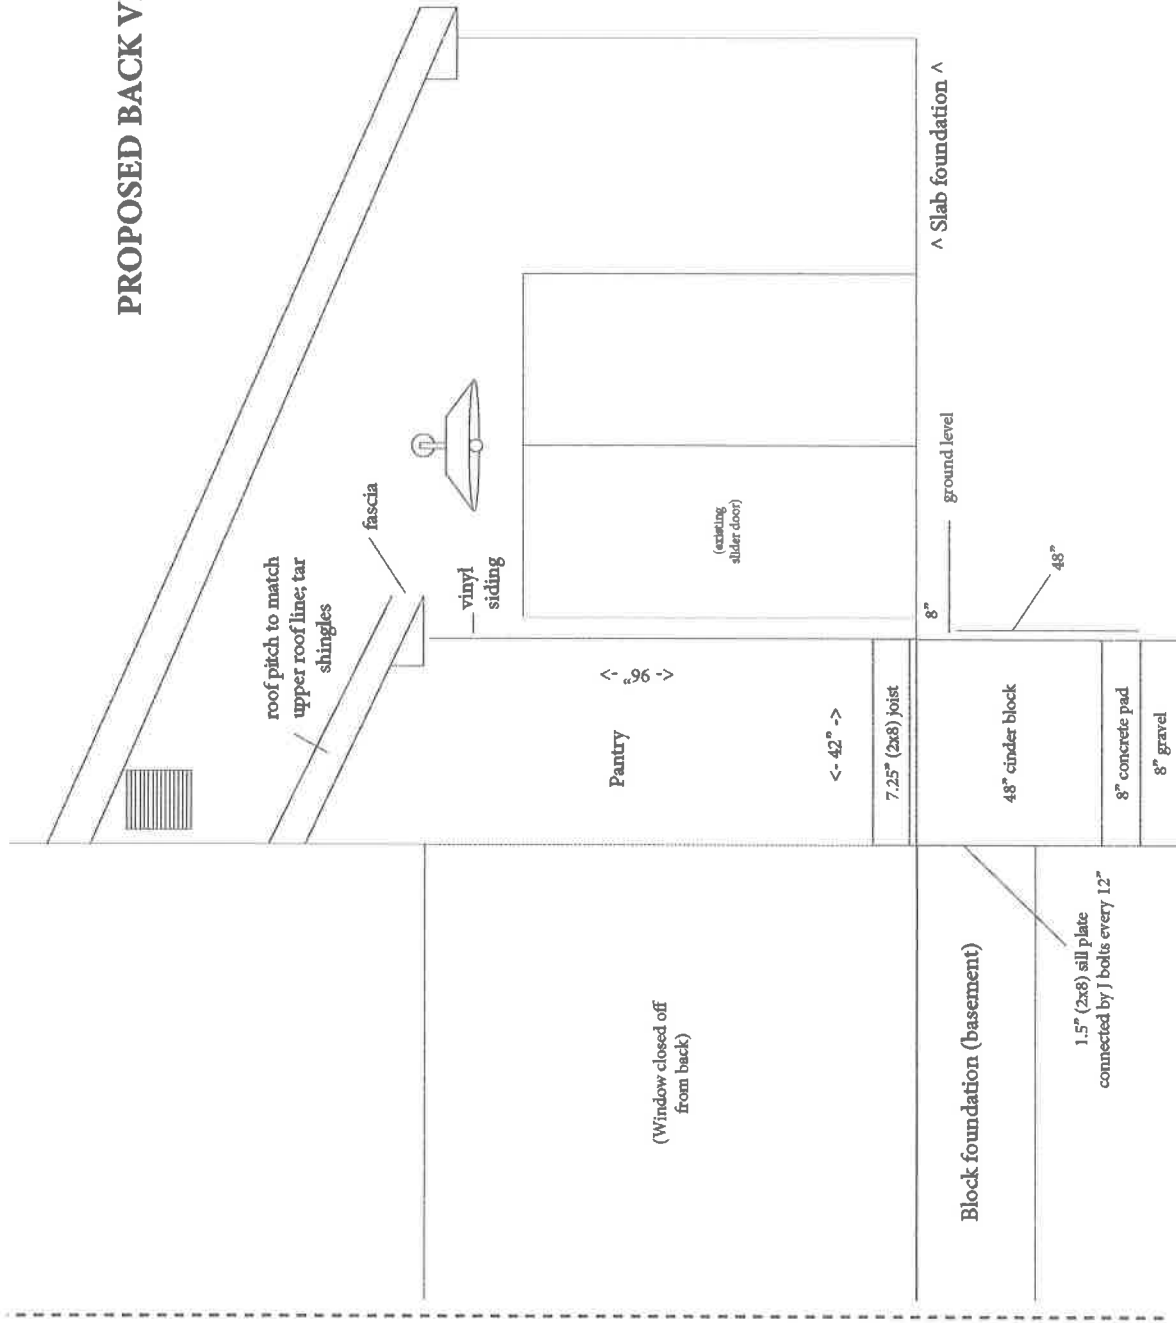 PROPOSED BACK V
roof pitch to match
upper roof line; tar
shingles
fascia
vinyl
siding
(existing
slider door)
Pantry
<- „96 ->
<- 42” ->
7.25” (2x8) joist
(Window closed off
from back)
^ Slab foundation ^
8”
ground level
48”
48” cinder block
8” concrete pad
8” gravel
Block foundation (basement)
1.5” (2x8) sill plate
connected by J bolts every 12”